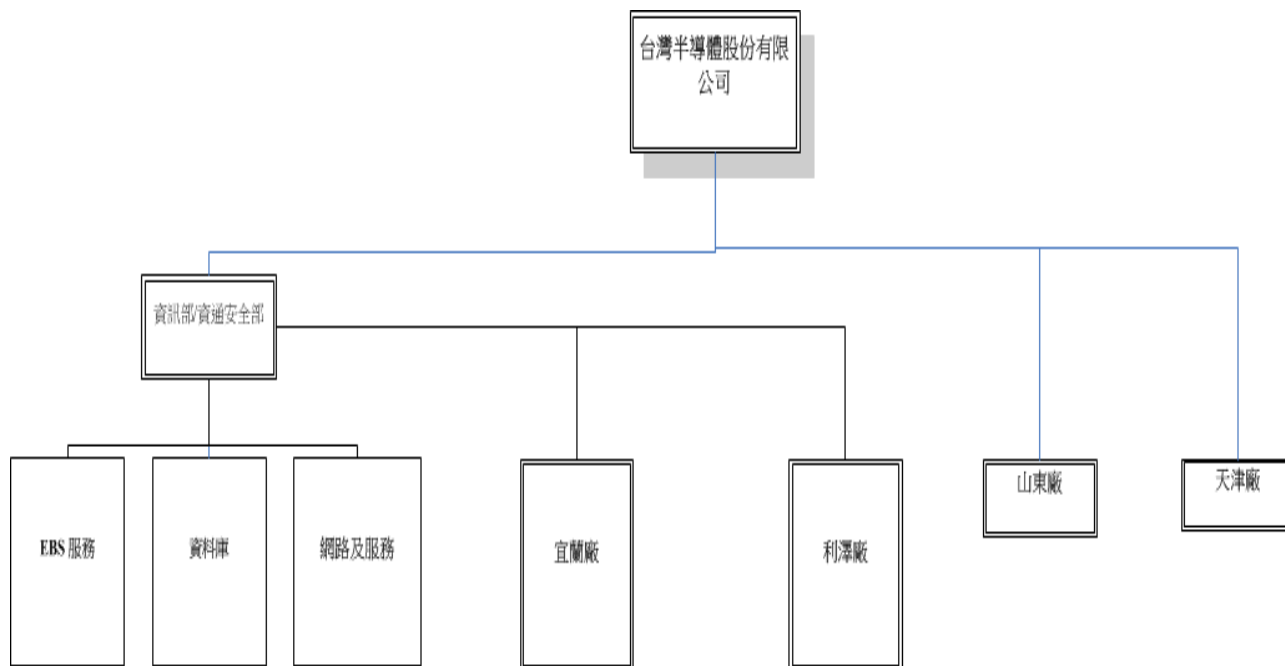 台灣半導體股份有限
公司
資訊部/資通安全部
EBS 服務
資料庫
網路及服務
宜蘭廠
利澤廠
山東廠
天津廠